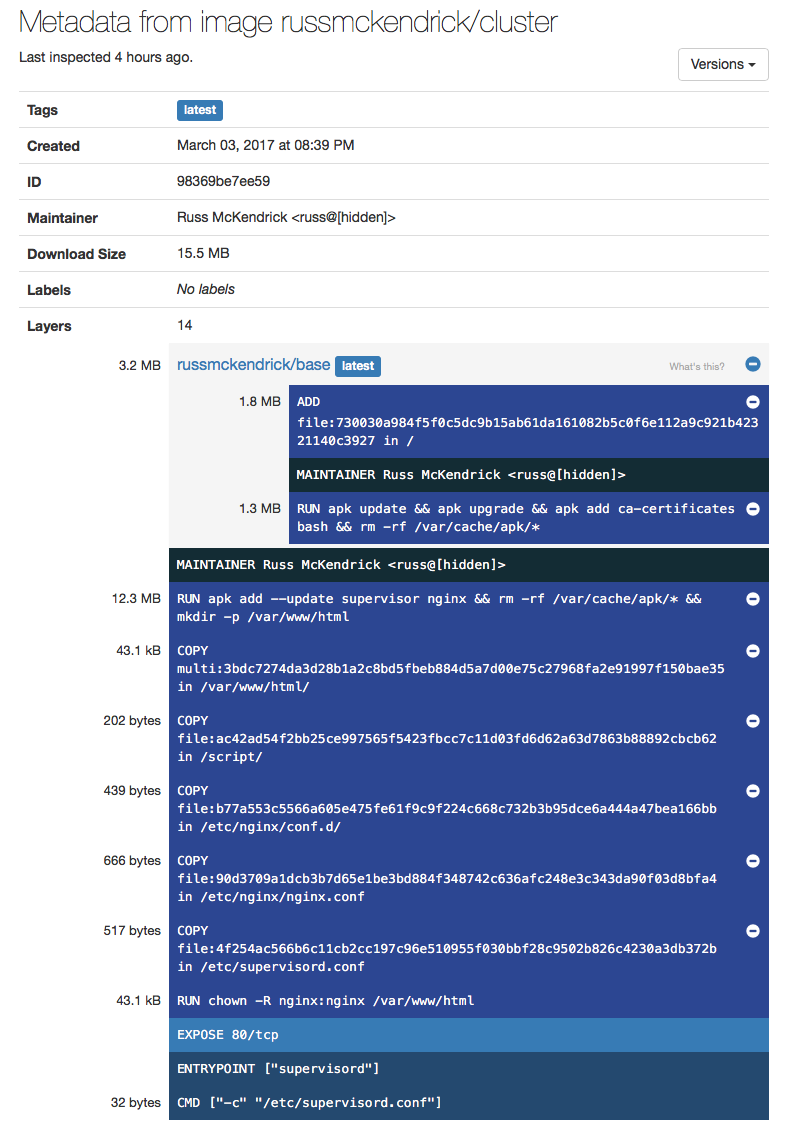 Metadata from image russmckendrick/cluster
Last inspected 4 hours ago.
Versions
Tags latest
Created March 03, 2017 at 08:39 PM
ID 98369be7ee59
Maintainer Russ McKendrick <russ@[hidden]>
Download Size 15.5 MB
Labels No labels
Layers 14
3.2 MB russmckendrick/base latest What's this?
1.8 MB ADD
file:730030a984f5f0c5dc9b15ab61da161082b5c0f6e112a9c921b423
21140c3927 in /
MAINTAINER Russ McKendrick <russ@[hidden]>
1.3 MB RUN apk update && apk upgrade && apk add ca-certificates
bash && rm -rf /var/cache/apk/*
MAINTAINER Russ McKendrick <russ@[hidden]>
12.3 MB RUN apk add --update supervisor nginx && rm -rf /var/cache/apk/* &&
mkdir -p /var/www/html
43.1 kB COPY
multi:3bdc7274da3d28b1a2c8bd5fbeb884d5a7d00e75c27968fa2e91997f150bae35
in /var/www/html/
202 bytes COPY
file:ac42ad54f2bb25ce997565f5423fbcc7c11d03fd6d62a63d7863b88892cbcb62
in /script/
439 bytes COPY
file:b77a553c5566a605e475fe61f9c9f224c668c732b3b95dce6a444a47bea166bb
in /etc/nginx/conf.d/
666 bytes COPY
file:90d3709a1dcb3b7d65e1be3bd884f348742c636afc248e3c343da90f03d8bfa4
in /etc/nginx/nginx.conf
517 bytes COPY
file:4f254ac566b6c11cb2cc197c96e510955f030bbf28c9502b826c4230a3db372b
in /etc/supervisord.conf
43.1 kB RUN chown -R nginx:nginx /var/www/html
EXPOSE 80/tcp
ENTRYPOINT ["supervisord"]
32 bytes CMD ["-c" "/etc/supervisord.conf"]